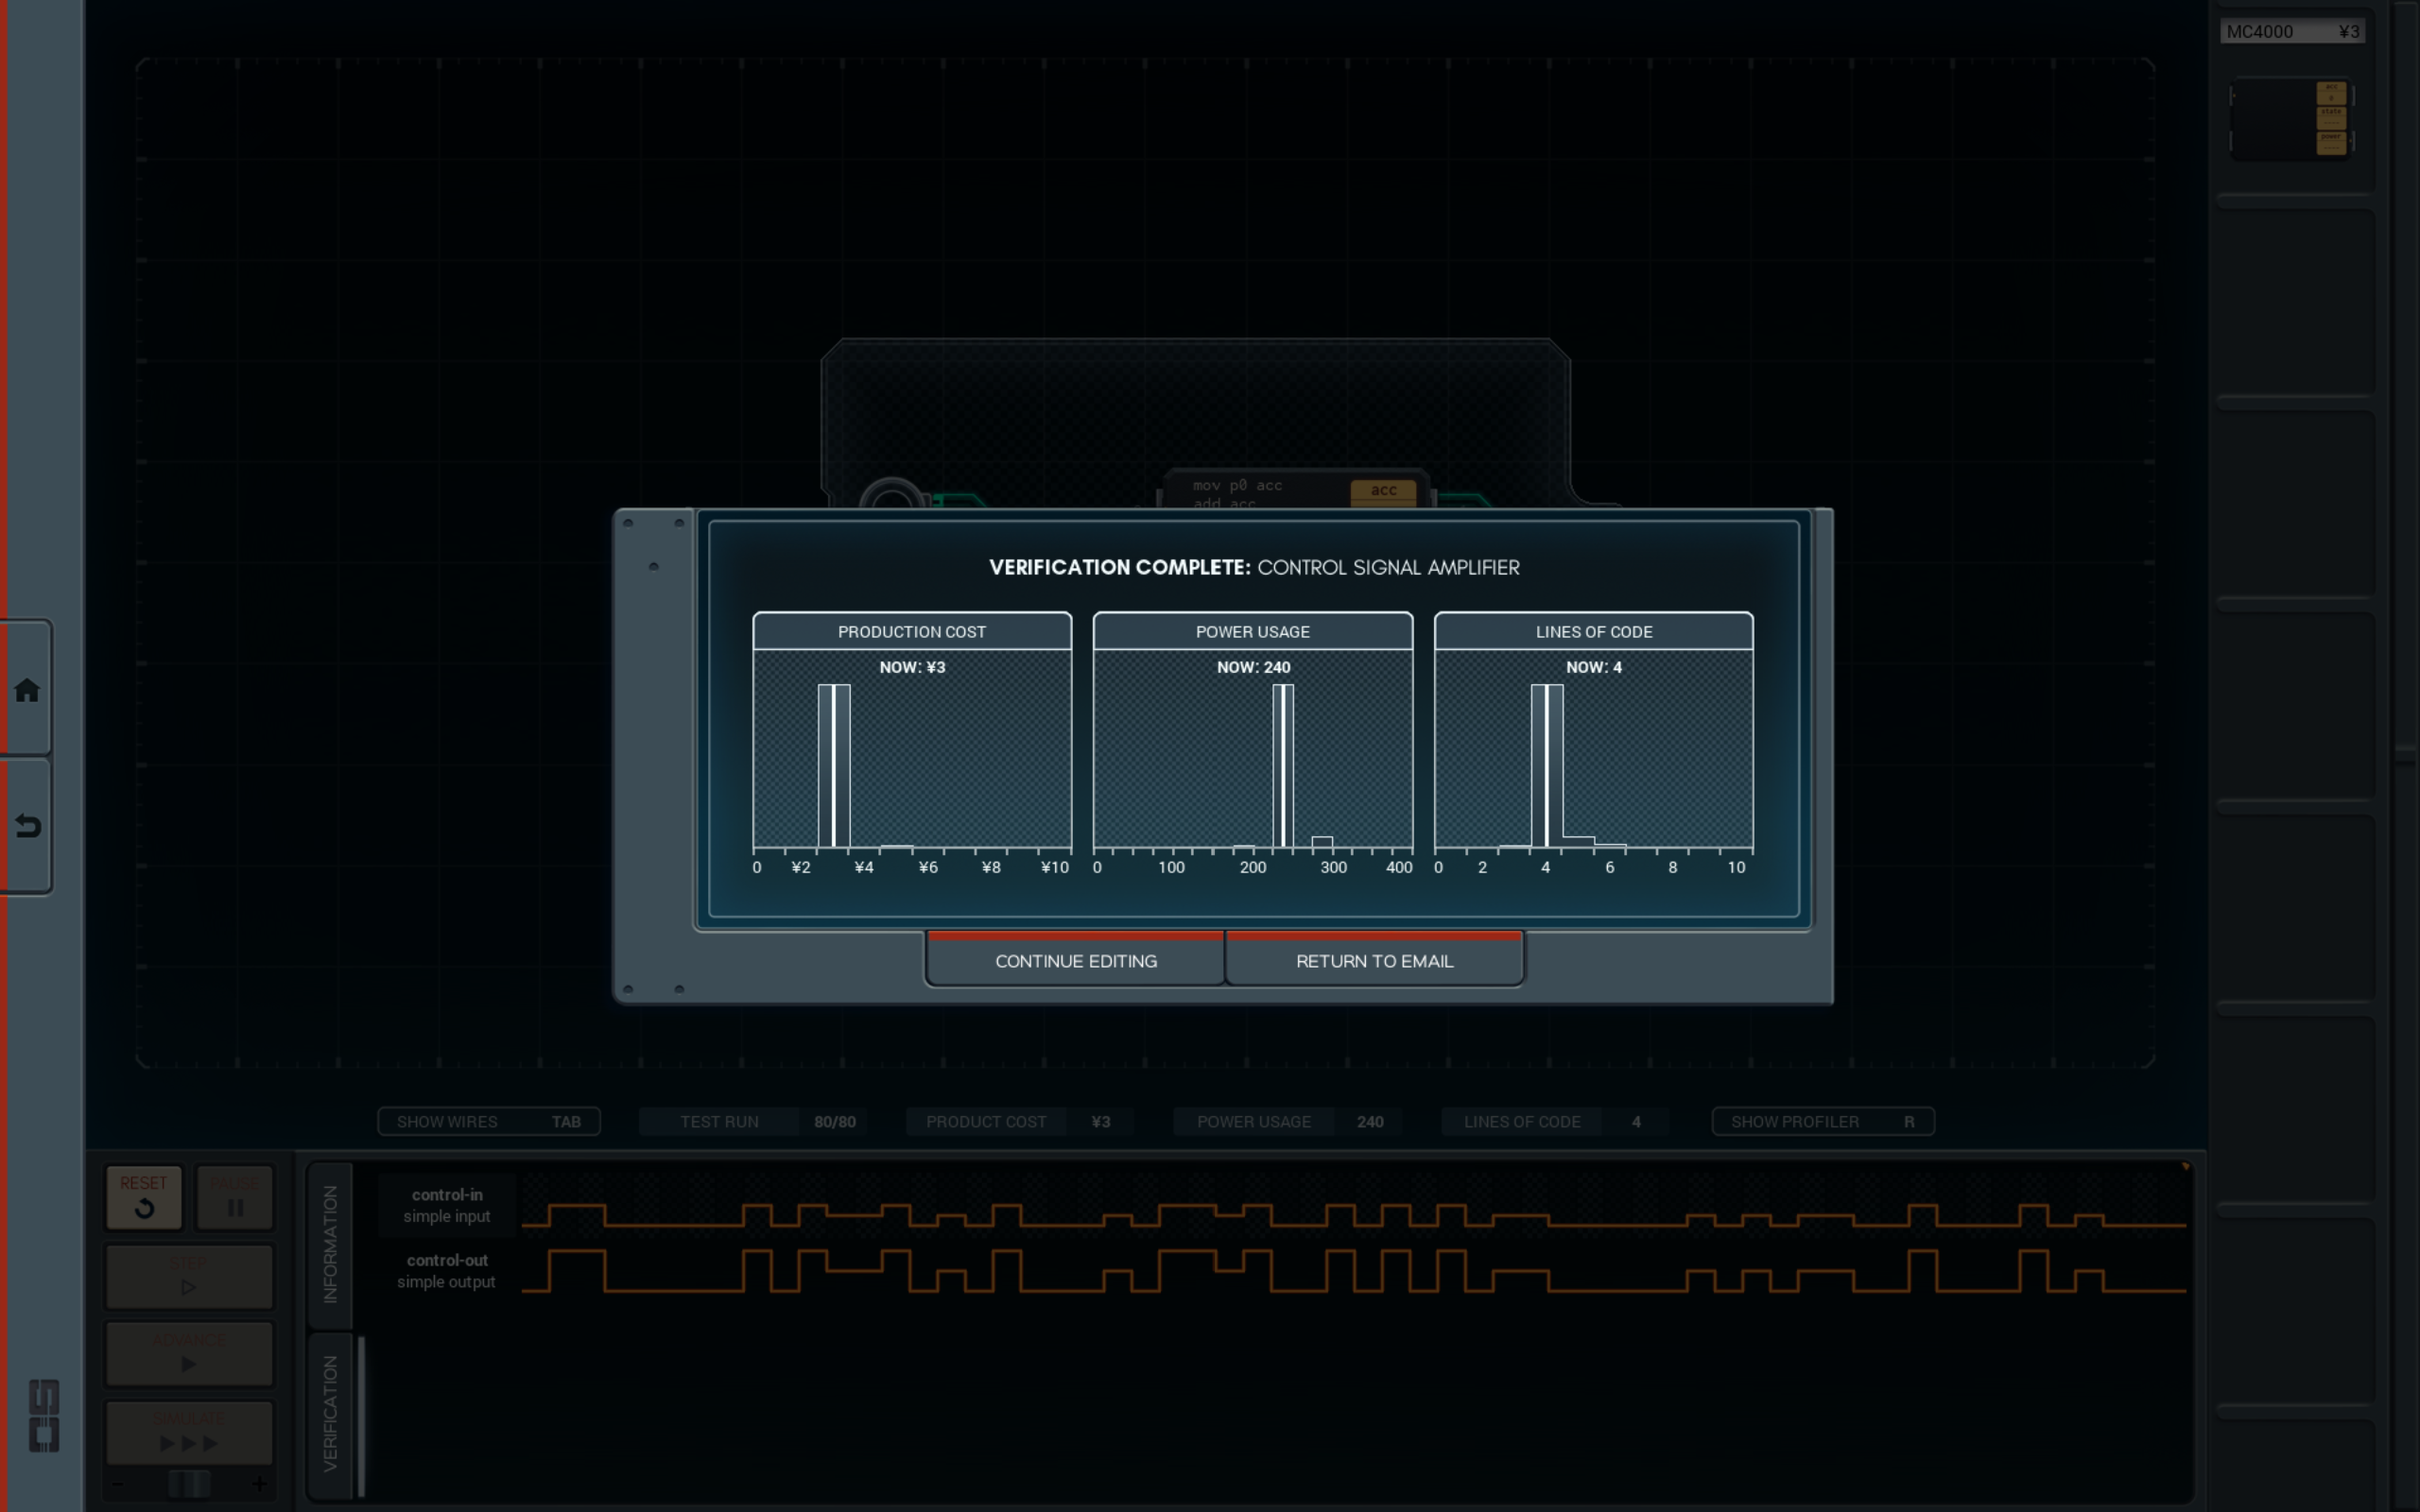 MC4000 ¥3
acc
0
state
power
mov p0 acc
add acc
acc
VERIFICATION COMPLETE: CONTROL SIGNAL AMPLIFIER
PRODUCTION COST
NOW: ¥3
0 ¥2 ¥4 ¥6 ¥8 ¥10
POWER USAGE
NOW: 240
0 100 200 300 400
LINES OF CODE
NOW: 4
0 2 4 6 8 10
CONTINUE EDITING
RETURN TO EMAIL
SHOW WIRES TAB
TEST RUN 80/80
PRODUCT COST ¥3
POWER USAGE 240
LINES OF CODE 4
SHOW PROFILER R
RESET
PAUSE
STEP
ADVANCE
SIMULATE
- +
INFORMATION
VERIFICATION
control-in
simple input
control-out
simple output